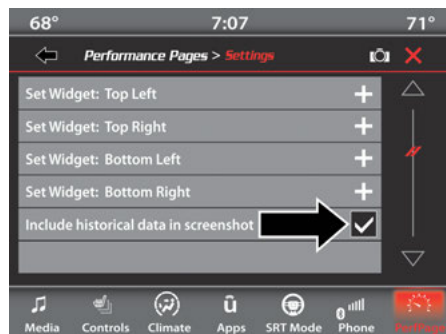 68° 7:07 71°
Performance Pages > Settings
Set Widget: Top Left
Set Widget: Top Right
Set Widget: Bottom Left
Set Widget: Bottom Right
Include historical data in screenshot
Media Controls Climate Apps SRT Mode Phone